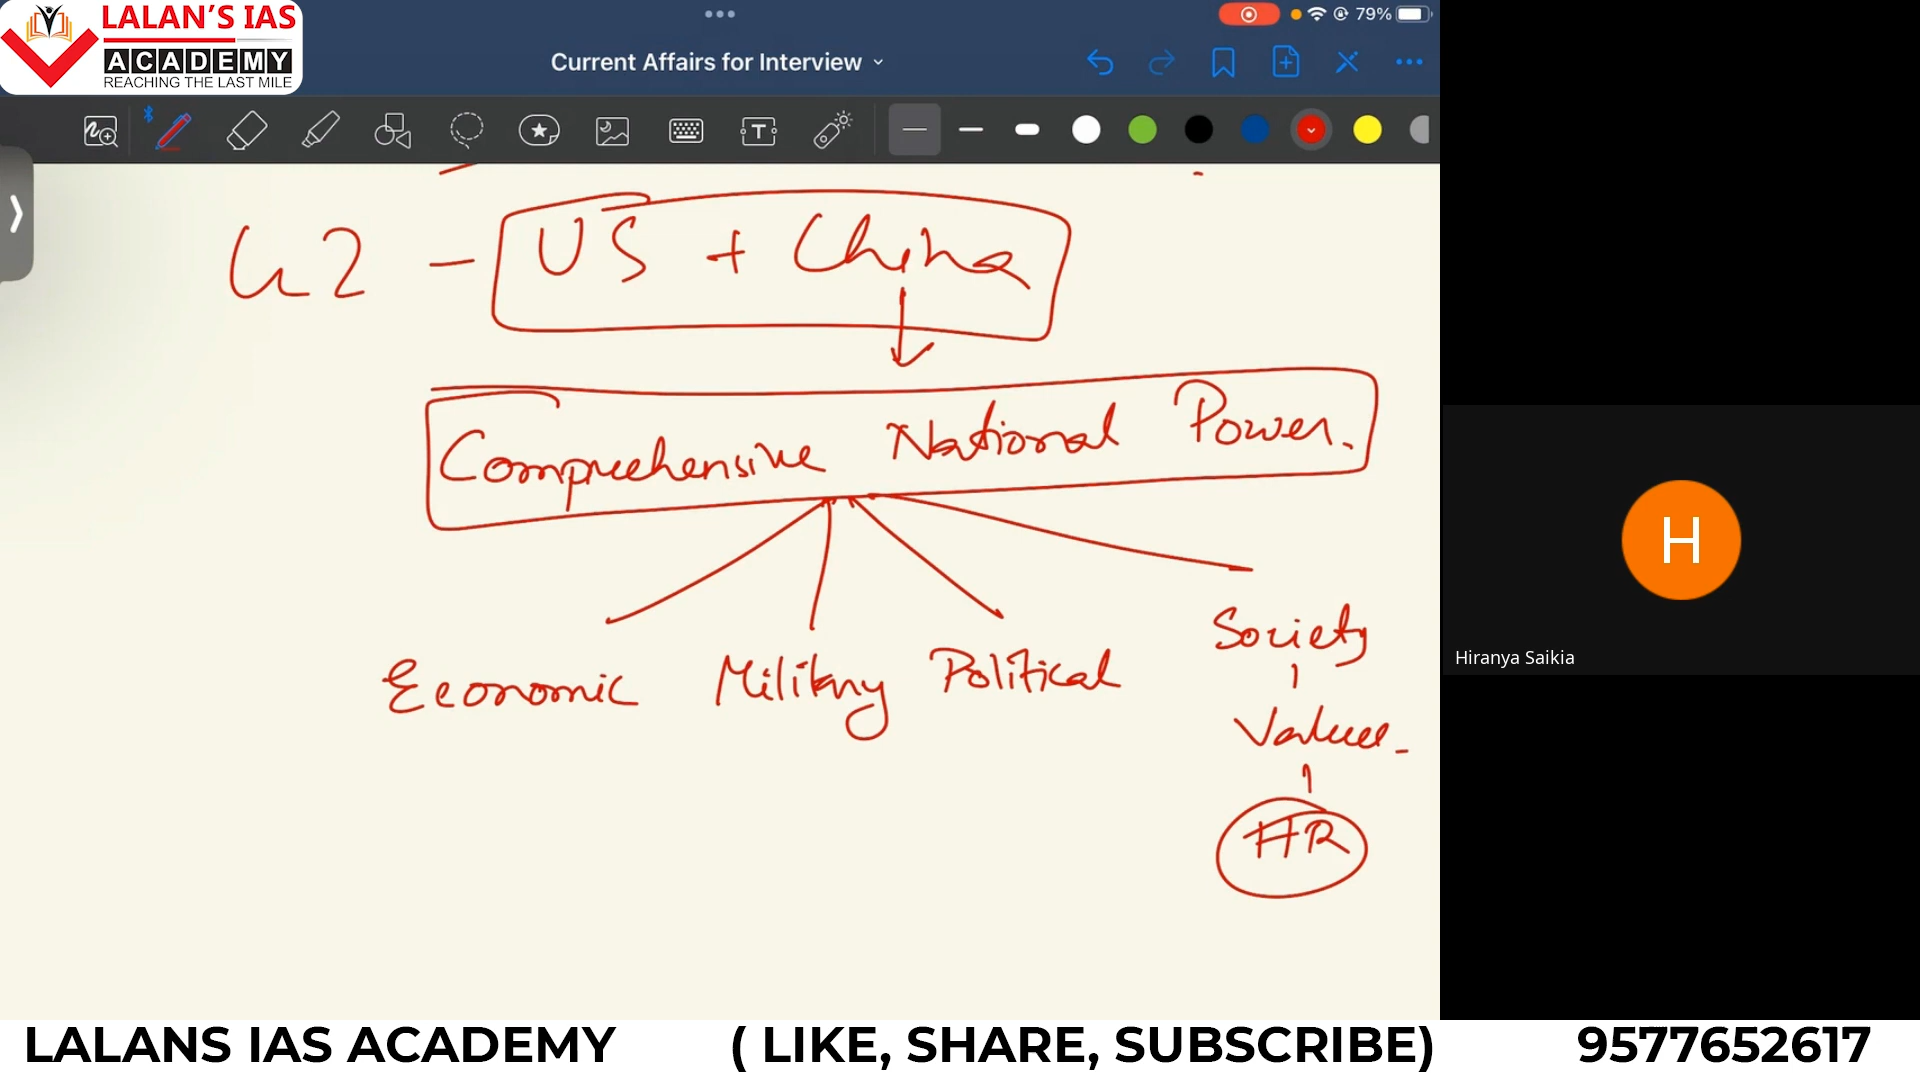 LALAN'S IAS
ACADEMY
REACHING THE LAST MILE
79%
Current Affairs for Interview
T
G2 - US + China
Comprehensive National Power.
Economic Military Political Society
Values
HR
H
Hiranya Saikia
LALANS IAS ACADEMY ( LIKE, SHARE, SUBSCRIBE) 9577652617